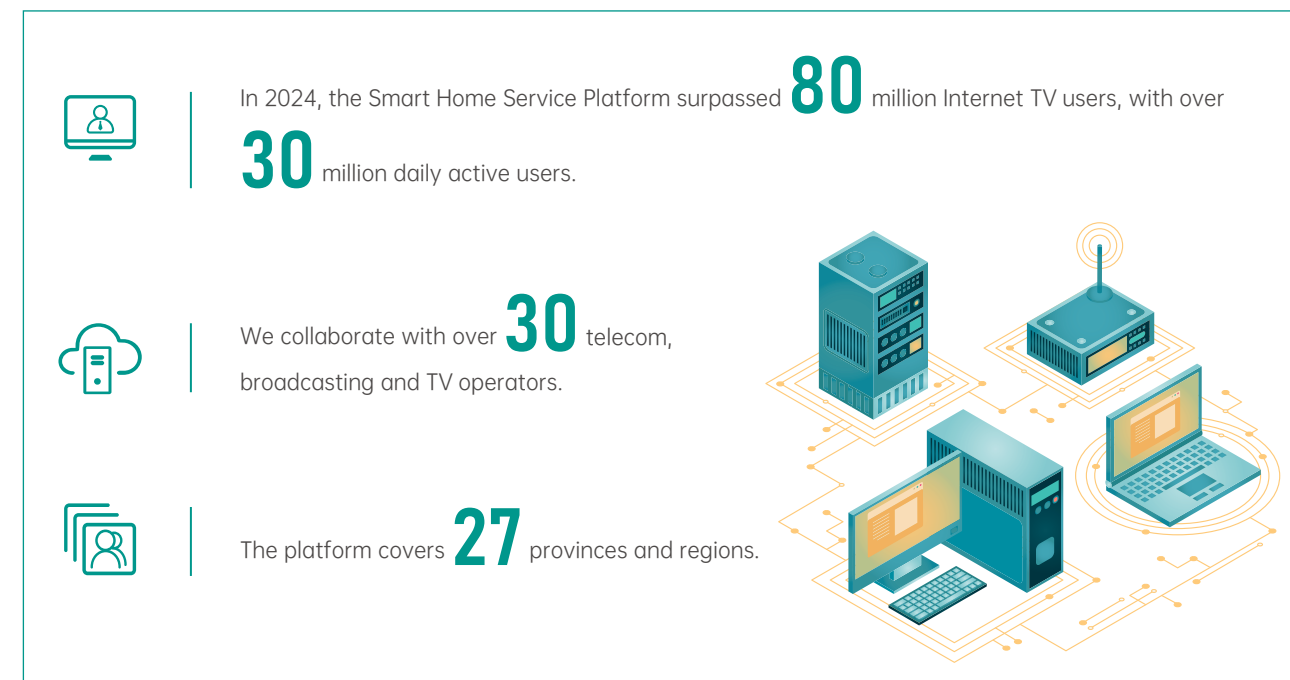 In 2024, the Smart Home Service Platform surpassed 80 million Internet TV users, with over
30 million daily active users.
We collaborate with over 30 telecom,
broadcasting and TV operators.
The platform covers 27 provinces and regions.